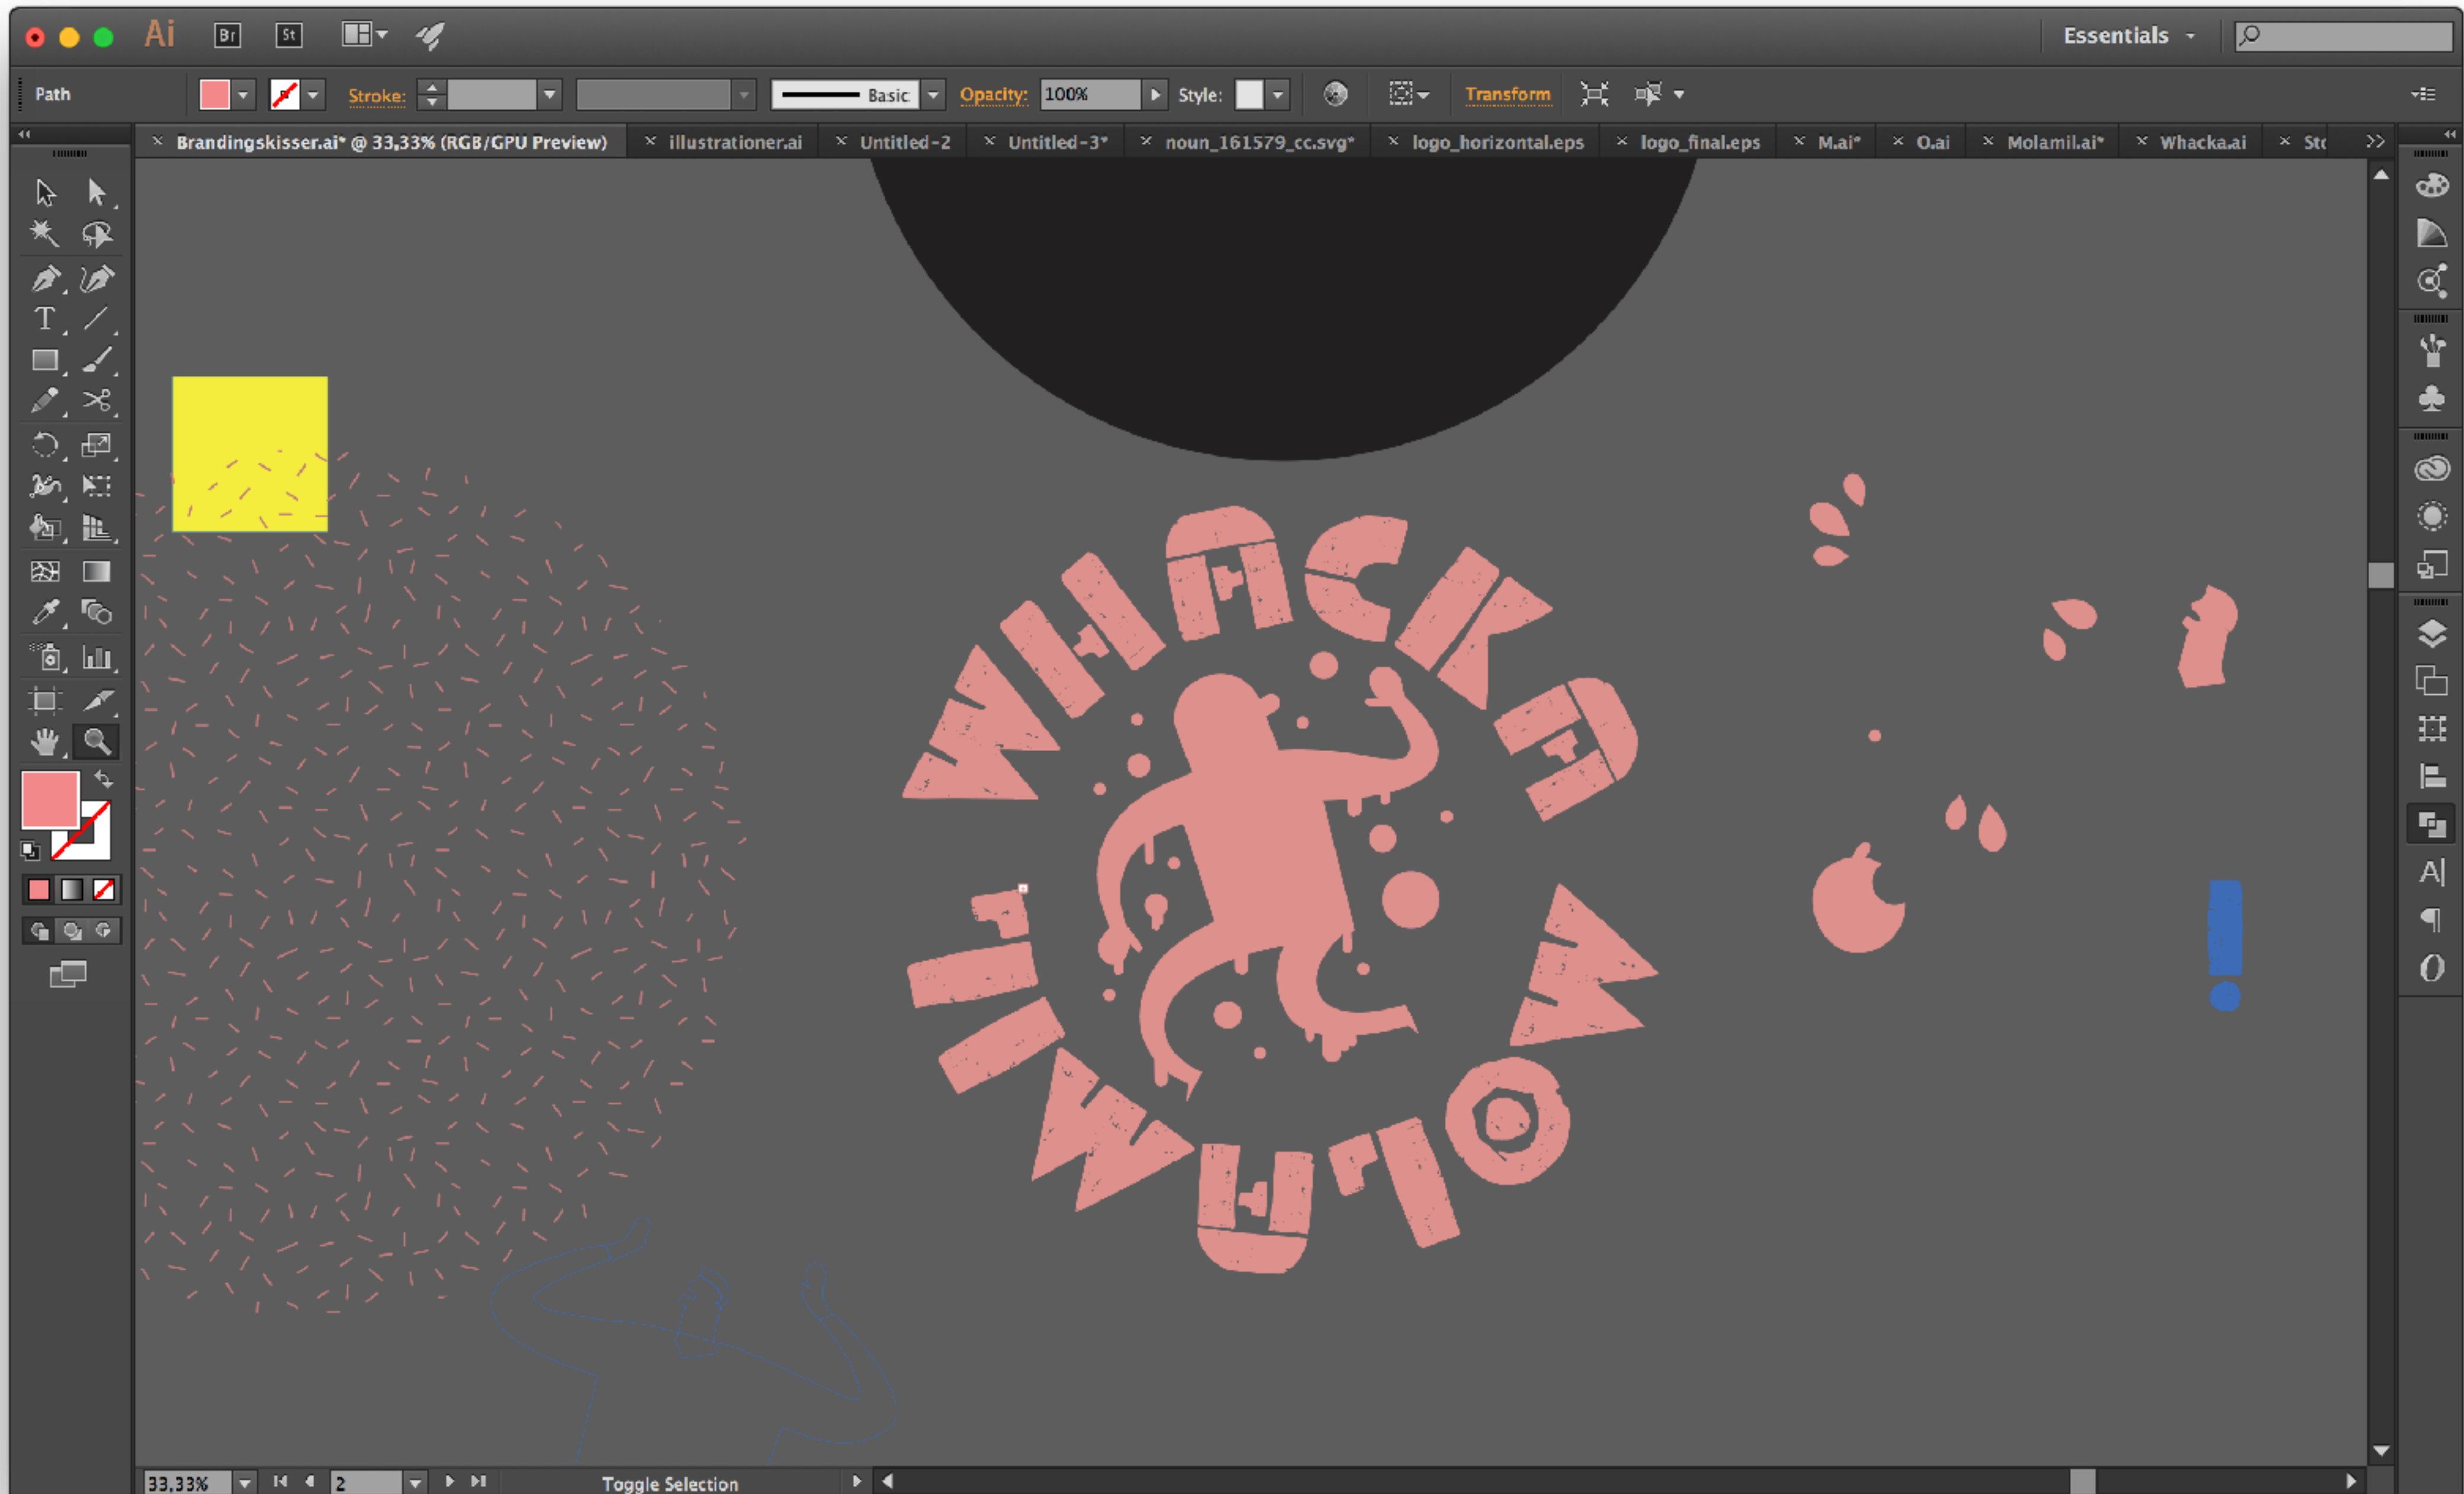 Ai Br St Essentials
Path Stroke: Basic Opacity: 100% Style: Transform
Brandingskisser.ai* @ 33,33% (RGB/GPU Preview) illustrationer.ai Untitled-2 Untitled-3* noun_161579_cc.svg* logo_horizontal.eps logo_final.eps M.ai* O.ai Molamil.ai* Whacka.ai
WHACKA
MOLAMIL
!
33,33% 2 Toggle Selection